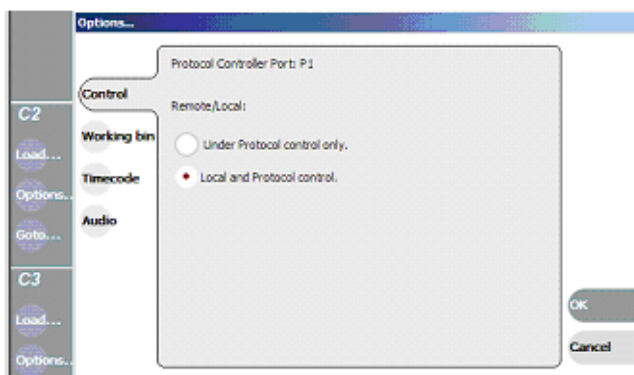 Options...
Protocol Controller Port: P1
Control
Remote/Local:
Working bin
Under Protocol control only.
Timecode
Local and Protocol control.
Audio
C2
Load...
Options...
Goto...
C3
Load...
Options...
OK
Cancel